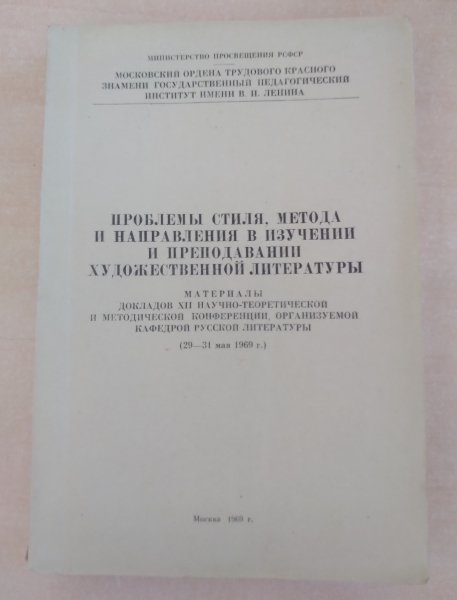 МИНИСТЕРСТВО ПРОСВЕЩЕНИЯ РСФСР
МОСКОВСКИЙ ОРДЕНА ТРУДОВОГО КРАСНОГО
ЗНАМЕНИ ГОСУДАРСТВЕННЫЙ ПЕДАГОГИЧЕСКИЙ
ИНСТИТУТ ИМЕНИ В. И. ЛЕНИНА
ПРОБЛЕМЫ СТИЛЯ, МЕТОДА
И НАПРАВЛЕНИЯ В ИЗУЧЕНИИ
И ПРЕПОДАВАНИИ
ХУДОЖЕСТВЕННОЙ ЛИТЕРАТУРЫ
МАТЕРИАЛЫ
ДОКЛАДОВ XII НАУЧНО-ТЕОРЕТИЧЕСКОЙ
И МЕТОДИЧЕСКОЙ КОНФЕРЕНЦИИ, ОРГАНИЗУЕМОЙ
КАФЕДРОЙ РУССКОЙ ЛИТЕРАТУРЫ
(29—31 мая 1969 г.)
Москва 1969 г.